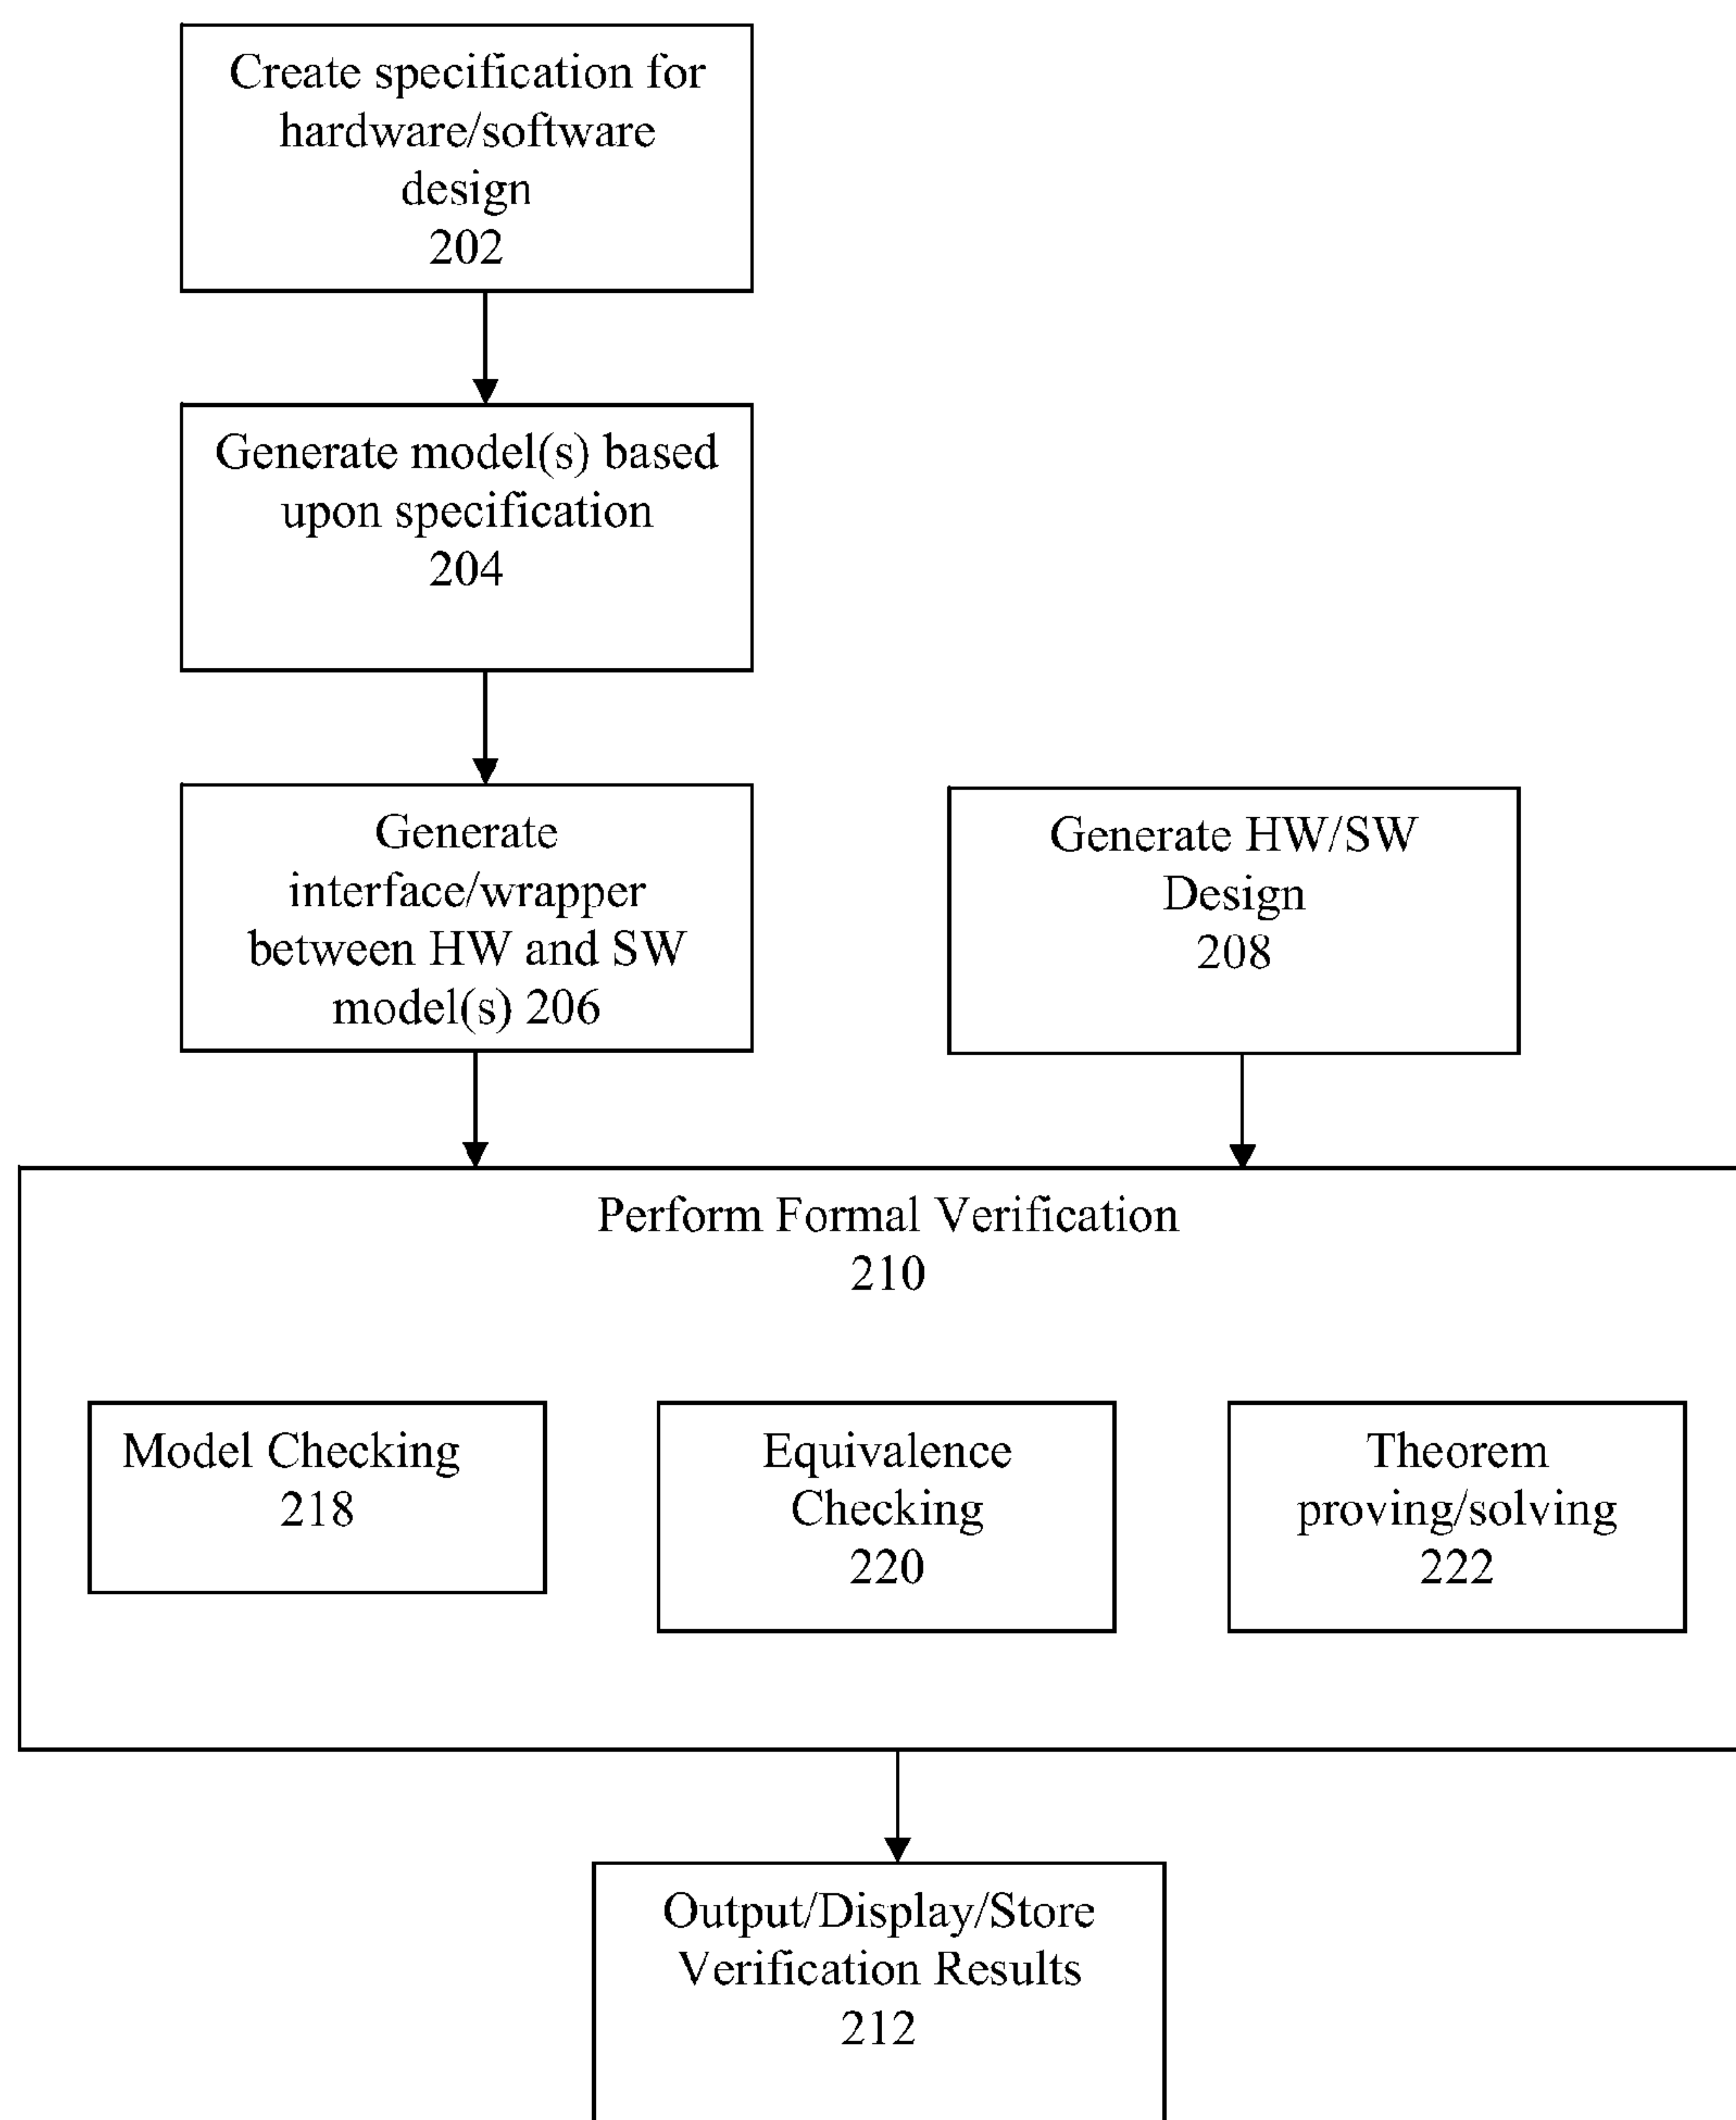 Create specification for
hardware/software
design
202
Generate model(s) based
upon specification
204
Generate
interface/wrapper
between HW and SW
model(s) 206
Generate HW/SW
Design
208
Perform Formal Verification
210
Model Checking
218
Equivalence
Checking
220
Theorem
proving/solving
222
Output/Display/Store
Verification Results
212